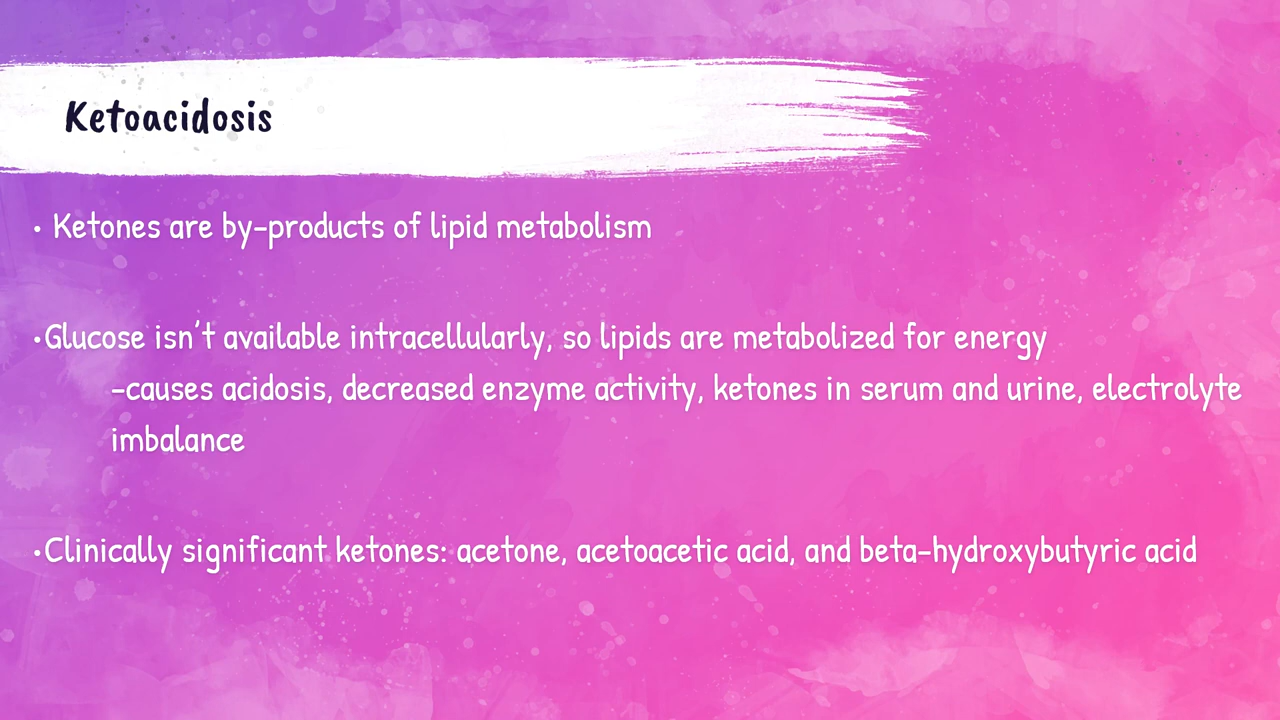 Ketoacidosis
• Ketones are by-products of lipid metabolism
•Glucose isn't available intracellularly, so lipids are metabolized for energy
-causes acidosis, decreased enzyme activity, ketones in serum and urine, electrolyte
imbalance
•Clinically significant ketones: acetone, acetoacetic acid, and beta-hydroxybutyric acid